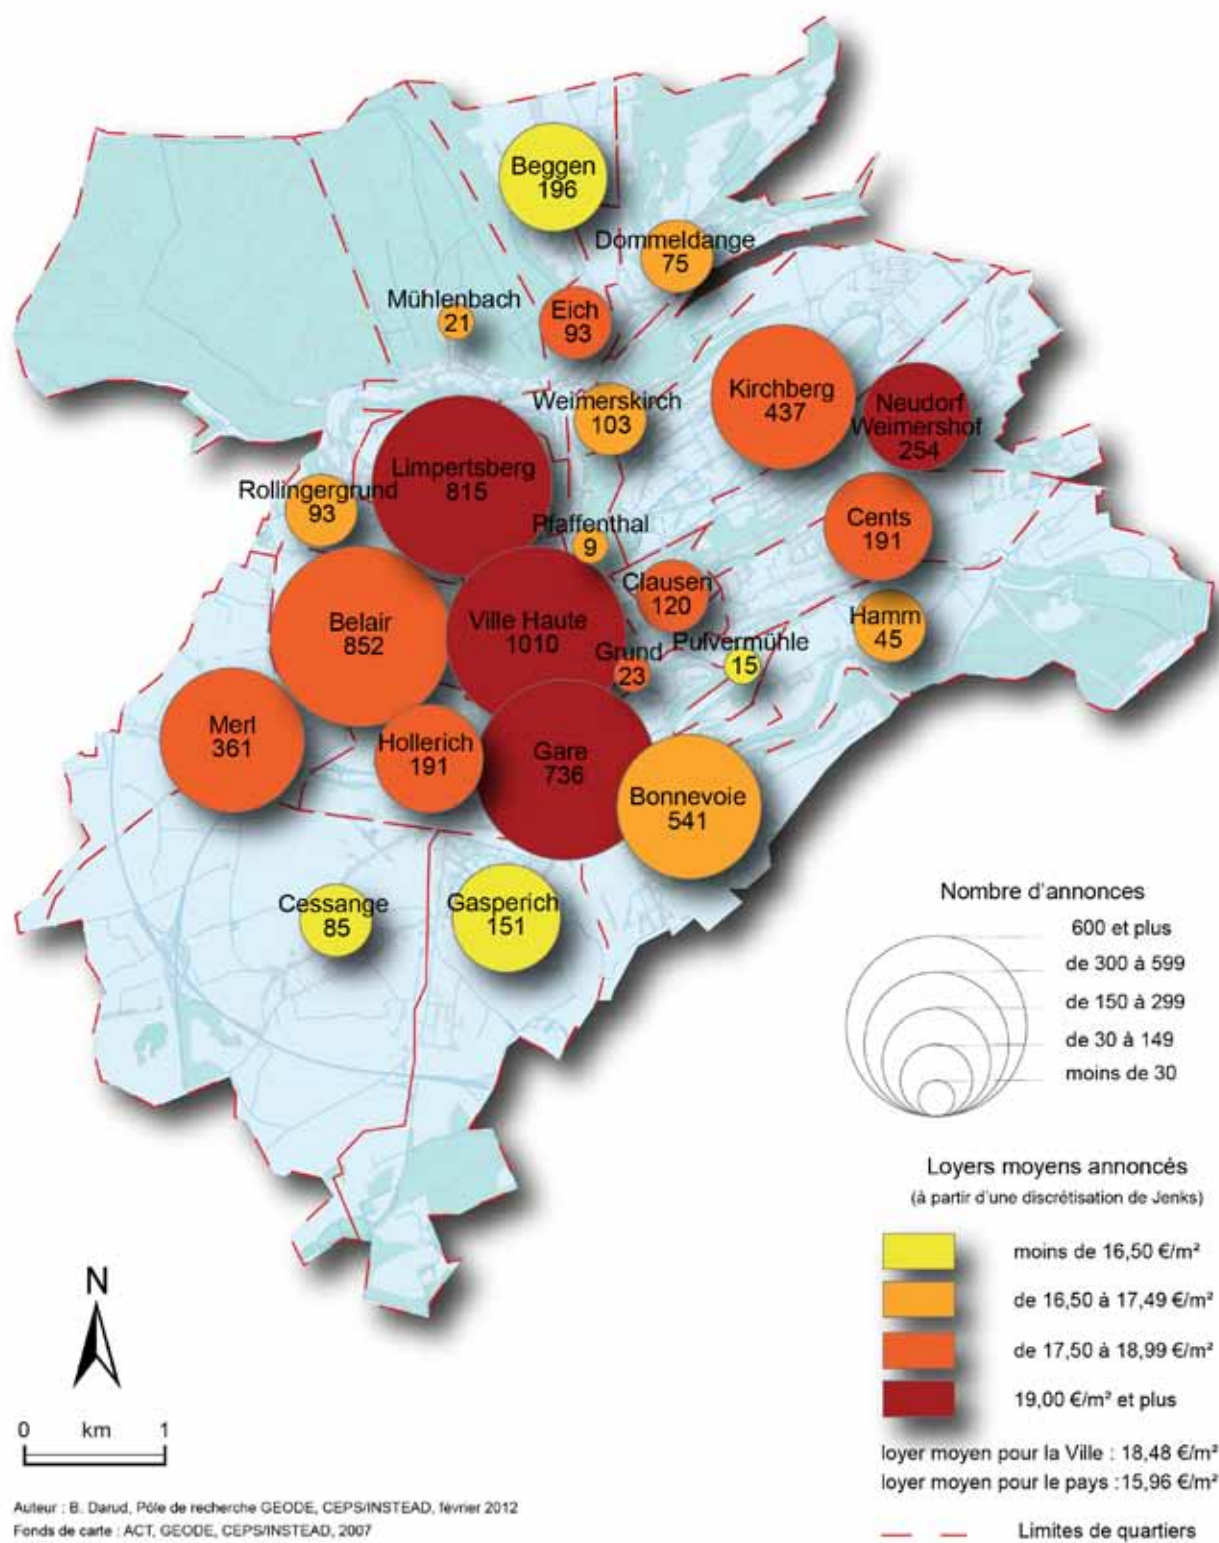 Beggen
196
Dommeldange
75
Mühlenbach
21
Eich
93
Kirchberg
437
Neudorf
Weimershof
254
Weimerskirch
103
Limpertsberg
815
Rollingergrund
93
Pfaffenthal
9
Cents
191
Clausen
120
Belair
852
Ville Haute
1010
Hamm
45
Pulvermühle
15
Grund
23
Merl
361
Hollerich
191
Gare
736
Bonnevoie
541
Cessange
85
Gasperich
151
Nombre d'annonces
600 et plus
de 300 à 599
de 150 à 299
de 30 à 149
moins de 30
Loyers moyens annoncés
(à partir d'une discrétisation de Jenks)
moins de 16,50 €/m²
de 16,50 à 17,49 €/m²
de 17,50 à 18,99 €/m²
19,00 €/m² et plus
loyer moyen pour la Ville : 18,48 €/m²
loyer moyen pour le pays :15,96 €/m²
Limites de quartiers
N
0 km 1
Auteur : B. Darud, Pôle de recherche GEODE, CEPS/INSTEAD, février 2012
Fonds de carte : ACT, GEODE, CEPS/INSTEAD, 2007